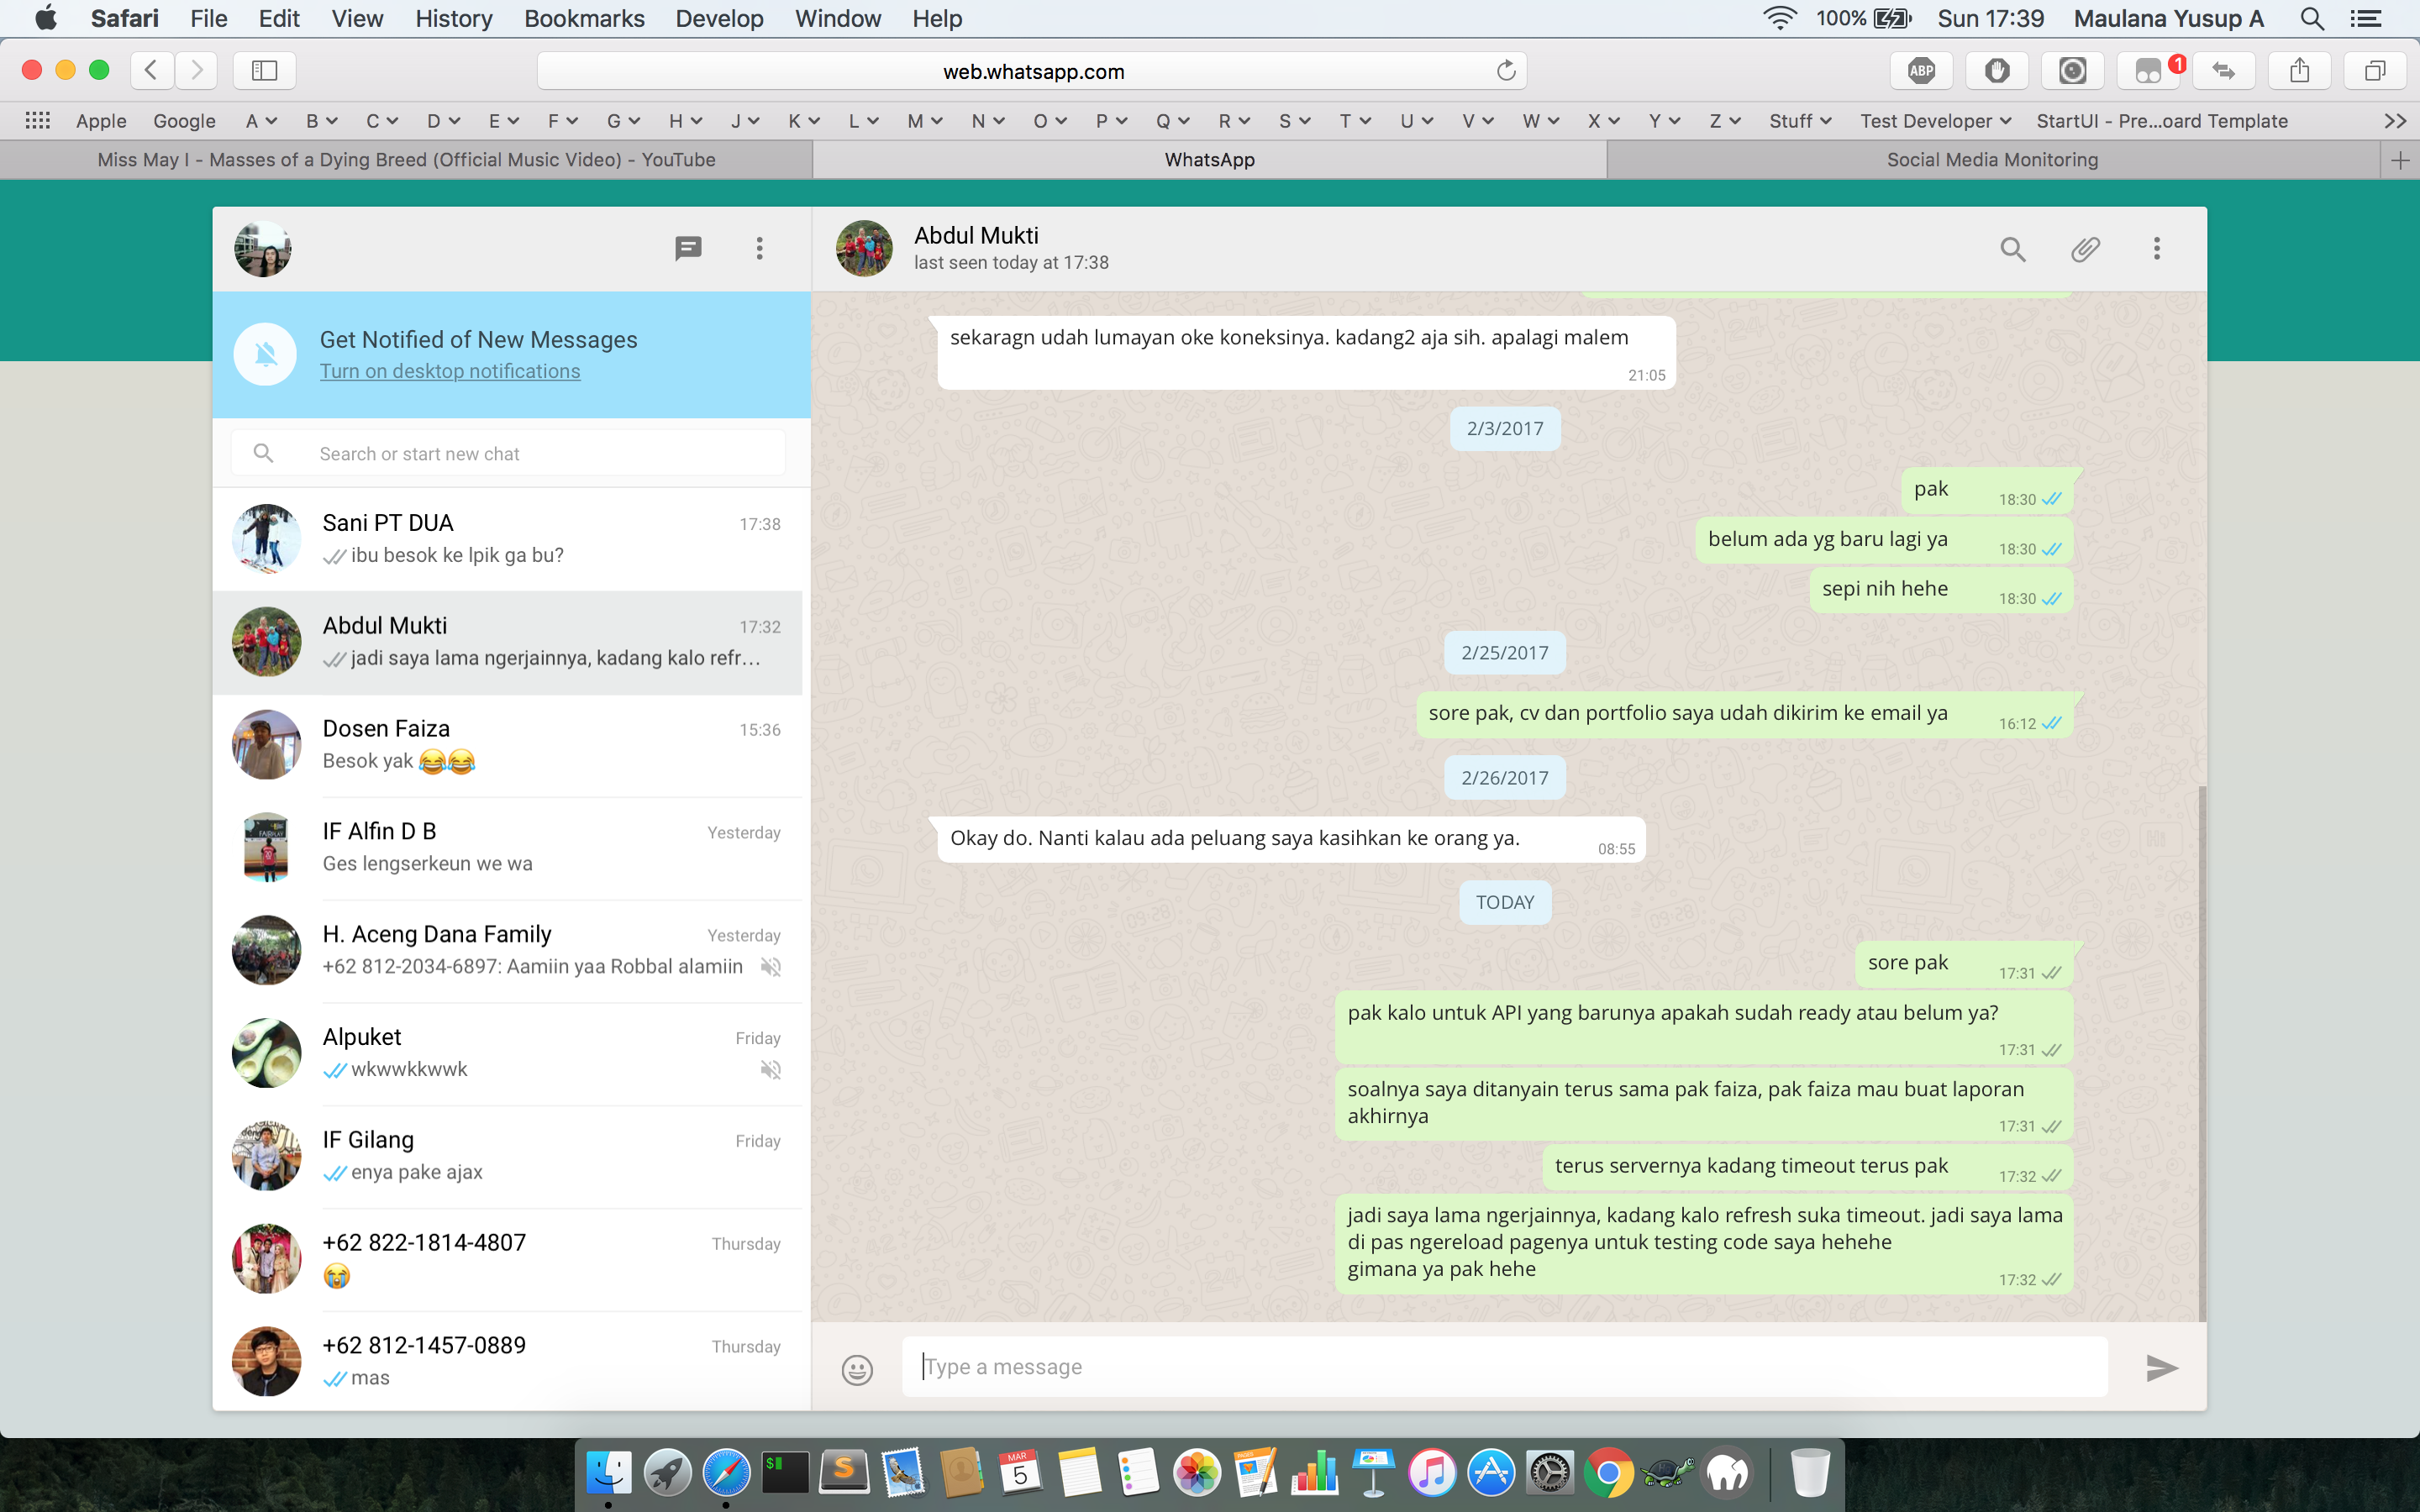 Safari File Edit View History Bookmarks Develop Window Help 100% Sun 17:39 Maulana Yusup A
web.whatsapp.com
ABP 1
Apple Google A B C D E F G H J K L M N O P Q R S T U V W X Y Z Stuff Test Developer StartUI - Pre...oard Template
Miss May I - Masses of a Dying Breed (Official Music Video) - YouTube WhatsApp Social Media Monitoring
Get Notified of New Messages
Turn on desktop notifications
Search or start new chat
Sani PT DUA 17:38
ibu besok ke lpik ga bu?
Abdul Mukti 17:32
jadi saya lama ngerjainnya, kadang kalo refr...
Dosen Faiza 15:36
Besok yak 😂😂
IF Alfin D B Yesterday
Ges lengserkeun we wa
H. Aceng Dana Family Yesterday
+62 812-2034-6897: Aamiin yaa Robbal alamiin
Alpuket Friday
wkwwkkwwk
IF Gilang Friday
enya pake ajax
+62 822-1814-4807 Thursday
😭
+62 812-1457-0889 Thursday
mas
Abdul Mukti
last seen today at 17:38
sekaragn udah lumayan oke koneksinya. kadang2 aja sih. apalagi malem
21:05
2/3/2017
pak 18:30
belum ada yg baru lagi ya 18:30
sepi nih hehe 18:30
2/25/2017
sore pak, cv dan portfolio saya udah dikirim ke email ya 16:12
2/26/2017
Okay do. Nanti kalau ada peluang saya kasihkan ke orang ya. 08:55
TODAY
sore pak 17:31
pak kalo untuk API yang barunya apakah sudah ready atau belum ya?
17:31
soalnya saya ditanyain terus sama pak faiza, pak faiza mau buat laporan
akhirnya
17:31
terus servernya kadang timeout terus pak 17:32
jadi saya lama ngerjainnya, kadang kalo refresh suka timeout. jadi saya lama
di pas ngereload pagenya untuk testing code saya hehehe
gimana ya pak hehe
17:32
Type a message
$
S
MAR
5